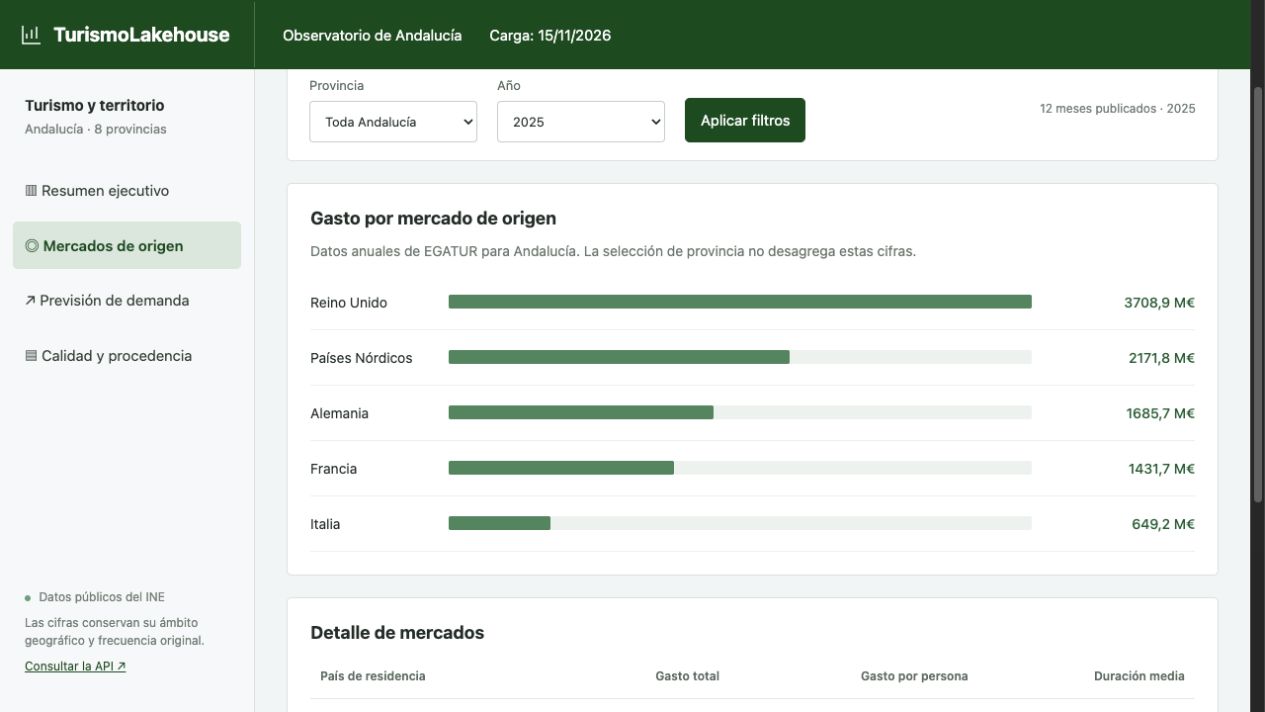 TurismoLakehouse
Observatorio de Andalucía
Carga: 15/11/2026
Turismo y territorio
Andalucía · 8 provincias
Resumen ejecutivo
Mercados de origen
↗ Previsión de demanda
Calidad y procedencia
Datos públicos del INE
Las cifras conservan su ámbito
geográfico y frecuencia original.
Consultar la API ↗
Provincia
Año
Toda Andalucía
2025
Aplicar filtros
12 meses publicados · 2025
Gasto por mercado de origen
Datos anuales de EGATUR para Andalucía. La selección de provincia no desagrega estas cifras.
Reino Unido 3708,9 M€
Países Nórdicos 2171,8 M€
Alemania 1685,7 M€
Francia 1431,7 M€
Italia 649,2 M€
Detalle de mercados
País de residencia Gasto total Gasto por persona Duración media